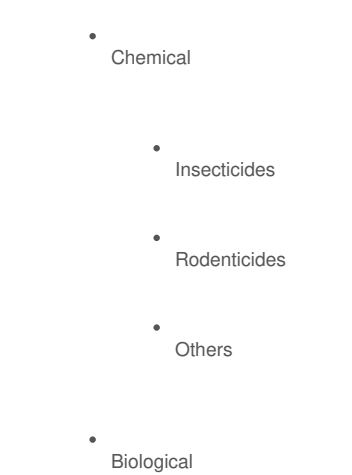 • Chemical
• Insecticides
• Rodenticides
• Others
• Biological